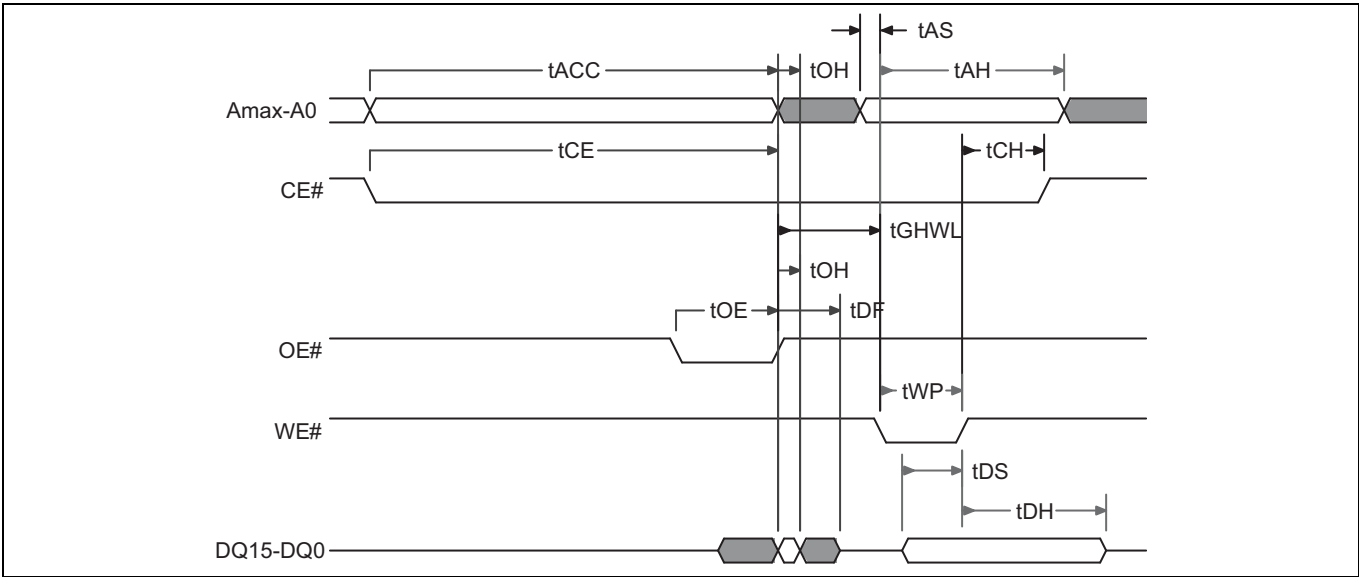 tAS
tACC tOH tAH
Amax-A0
tCE tCH
CE#
tGHWL
tOH
tOE tDF
OE#
tWP
WE#
tDS
tDH
DQ15-DQ0